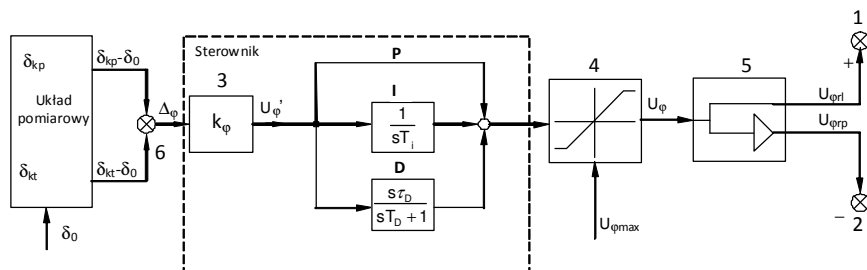 δkp
Układ
pomiarowy
δkt
δ0
δkp-δ0
δkt-δ0
6
Δφ
Sterownik
3
kφ
Uφ'
P
I
1
sTi
D
sτD
sTD + 1
4
Uφmax
Uφ
5
Uφrl
Uφrp
1
+
−
2